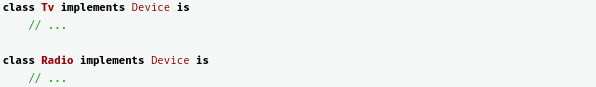 class Tv implements Device is
    // ...
class Radio implements Device is
    // ...